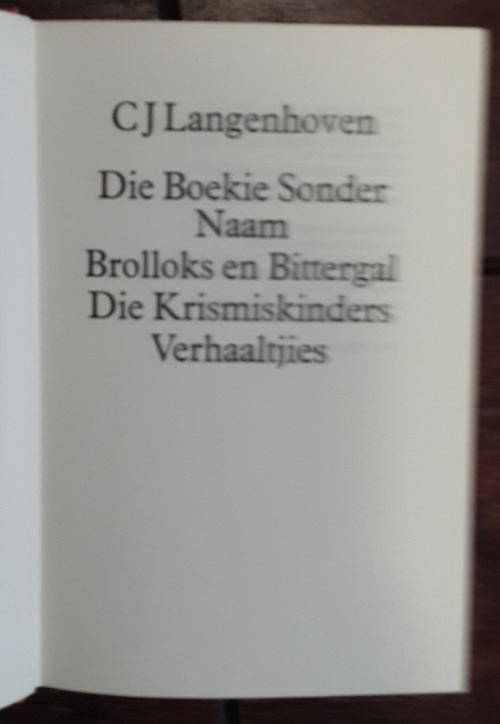 C J Langenhoven
Die Boekie Sonder
Naam
Brolloks en Bittergal
Die Krismiskinders
Verhaaltjies